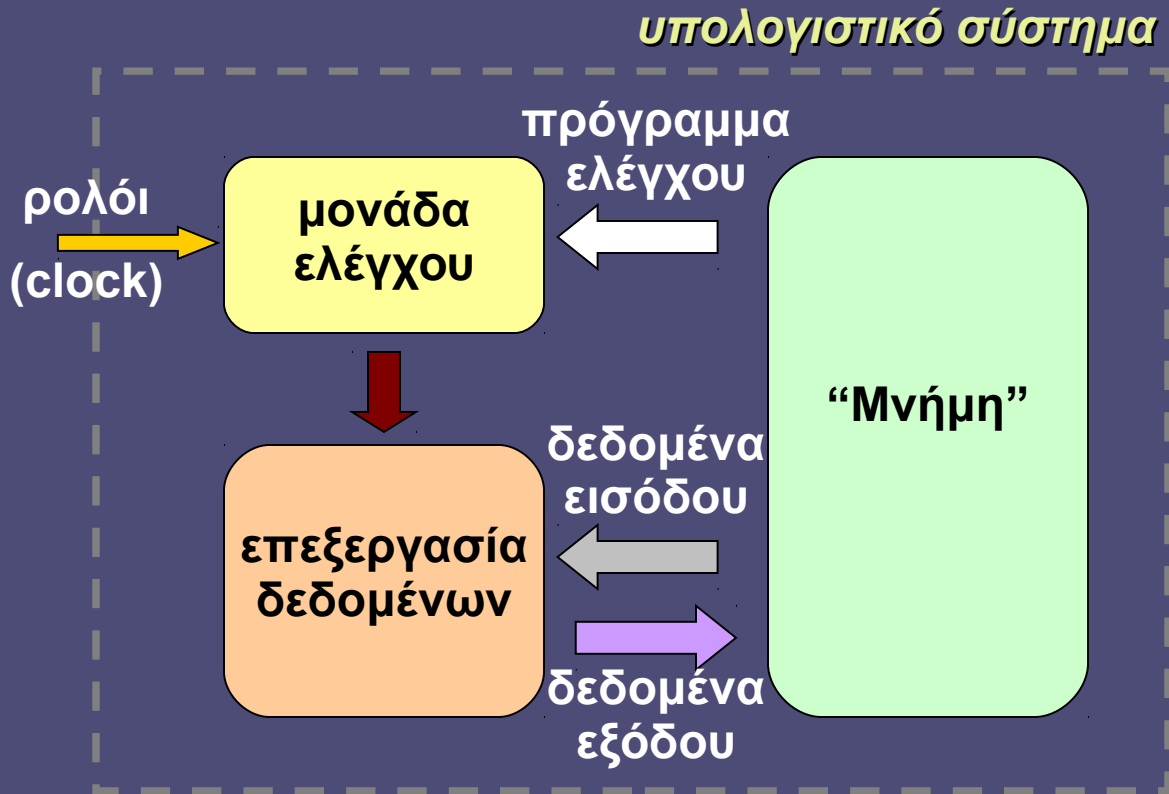 υπολογιστικό σύστημα
πρόγραμμα
ελέγχου
ρολόι
(clock)
μονάδα
ελέγχου
“Μνήμη”
δεδομένα
εισόδου
επεξεργασία
δεδομένων
δεδομένα
εξόδου